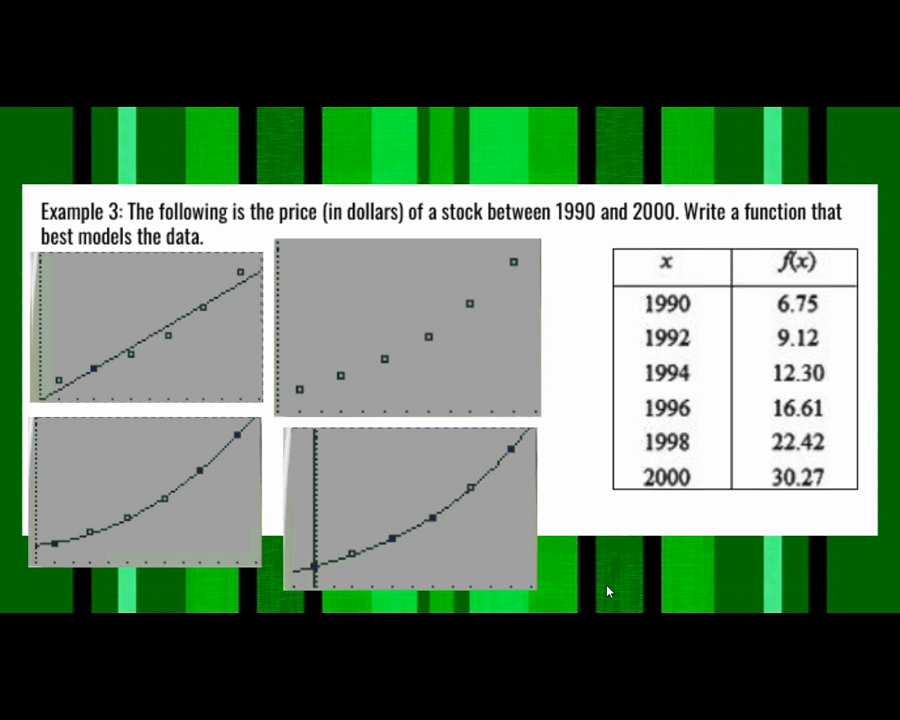 Example 3: The following is the price (in dollars) of a stock between 1990 and 2000. Write a function that
best models the data.
x f(x)
1990 6.75
1992 9.12
1994 12.30
1996 16.61
1998 22.42
2000 30.27